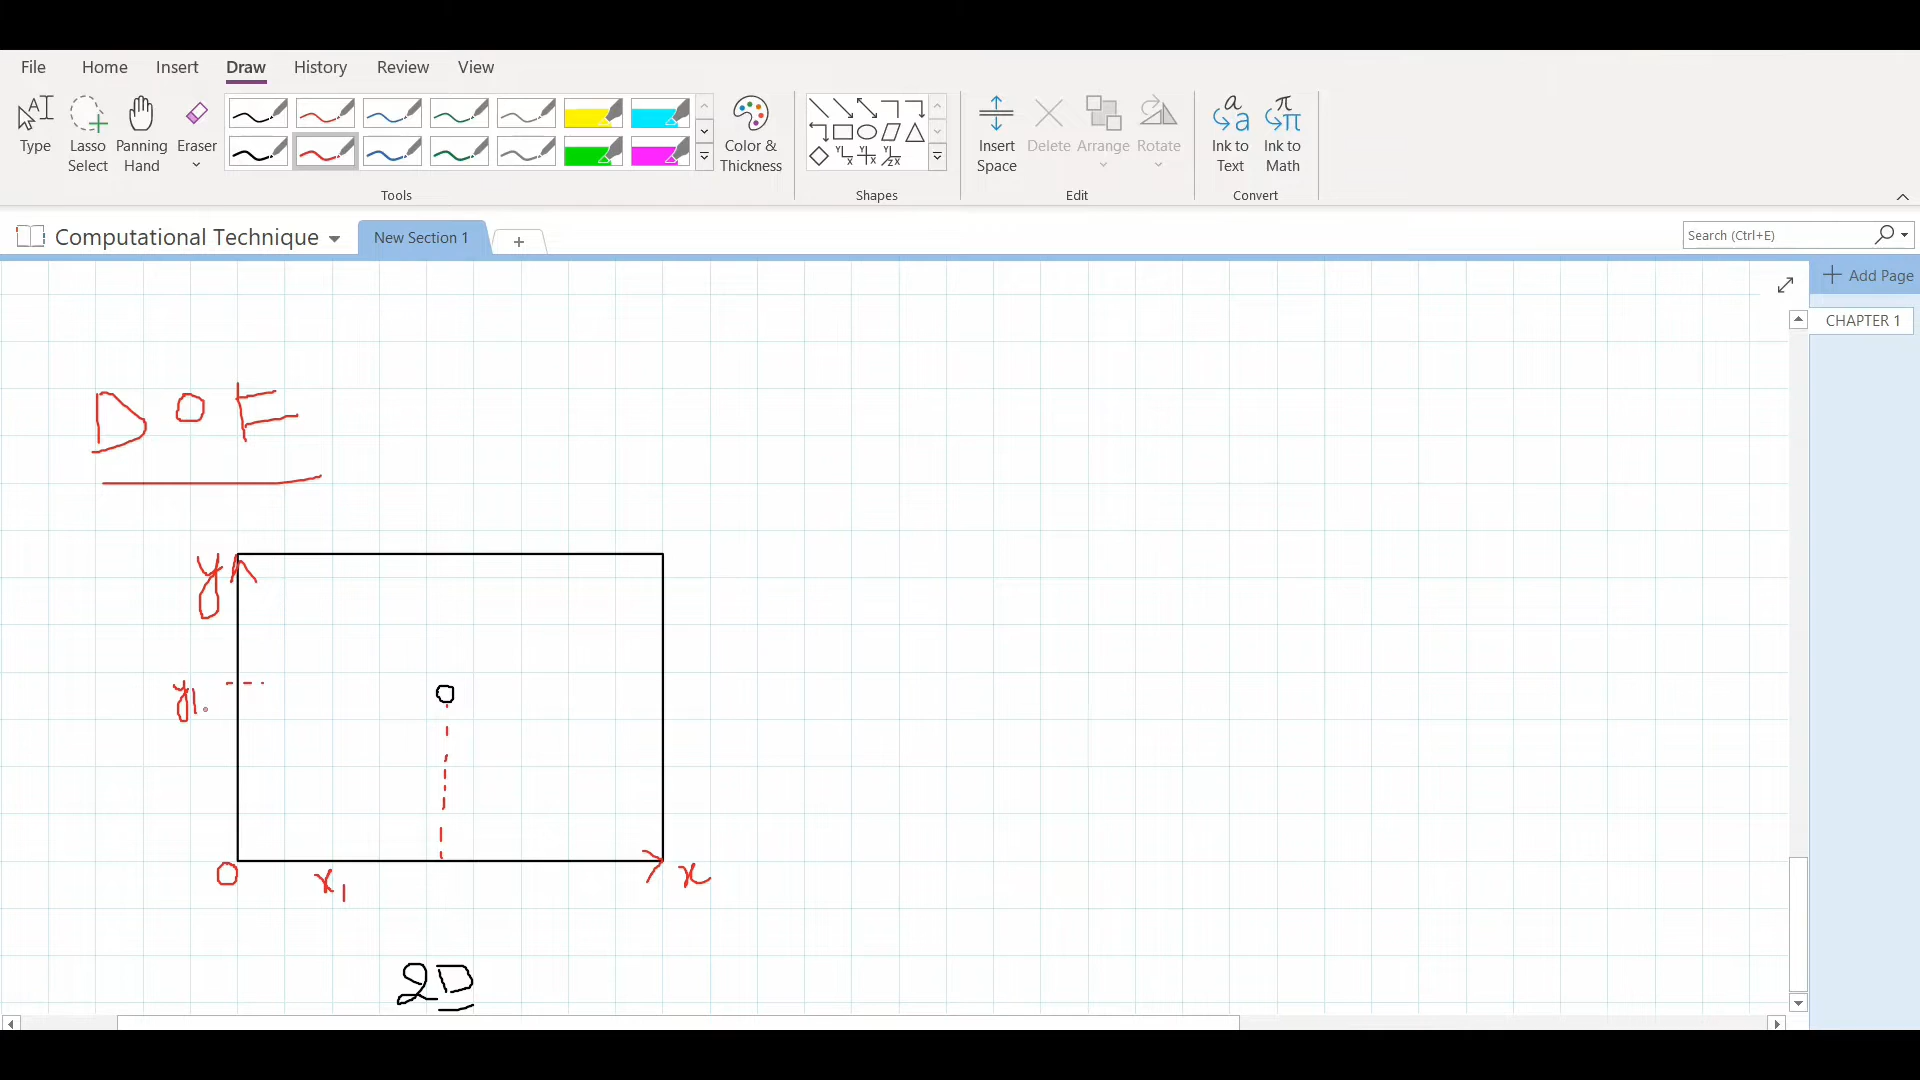 File Home Insert Draw History Review View
Type Lasso Select Panning Hand Eraser Color & Thickness Insert Space Delete Arrange Rotate Ink to Text Ink to Math
Tools Shapes Edit Convert
Computational Technique New Section 1 + Search (Ctrl+E)
Add Page
CHAPTER 1
DOF
y
y1
O x1 x
2D